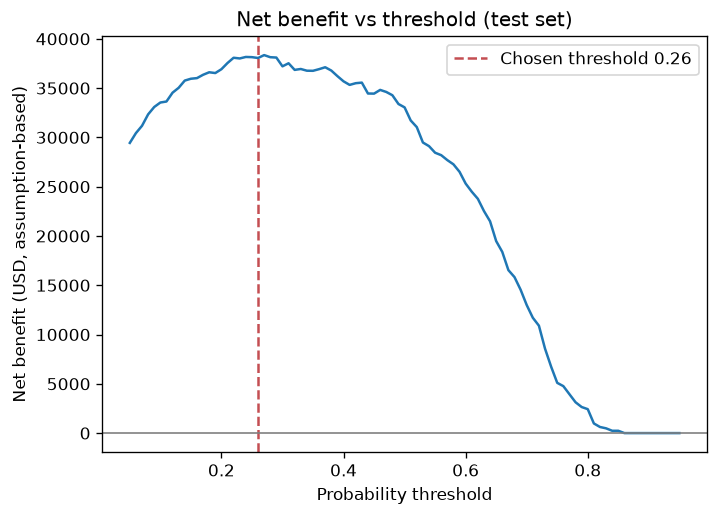 Net benefit vs threshold (test set)
Chosen threshold 0.26
Net benefit (USD, assumption-based)
40000
35000
30000
25000
20000
15000
10000
5000
0
0.2 0.4 0.6 0.8
Probability threshold